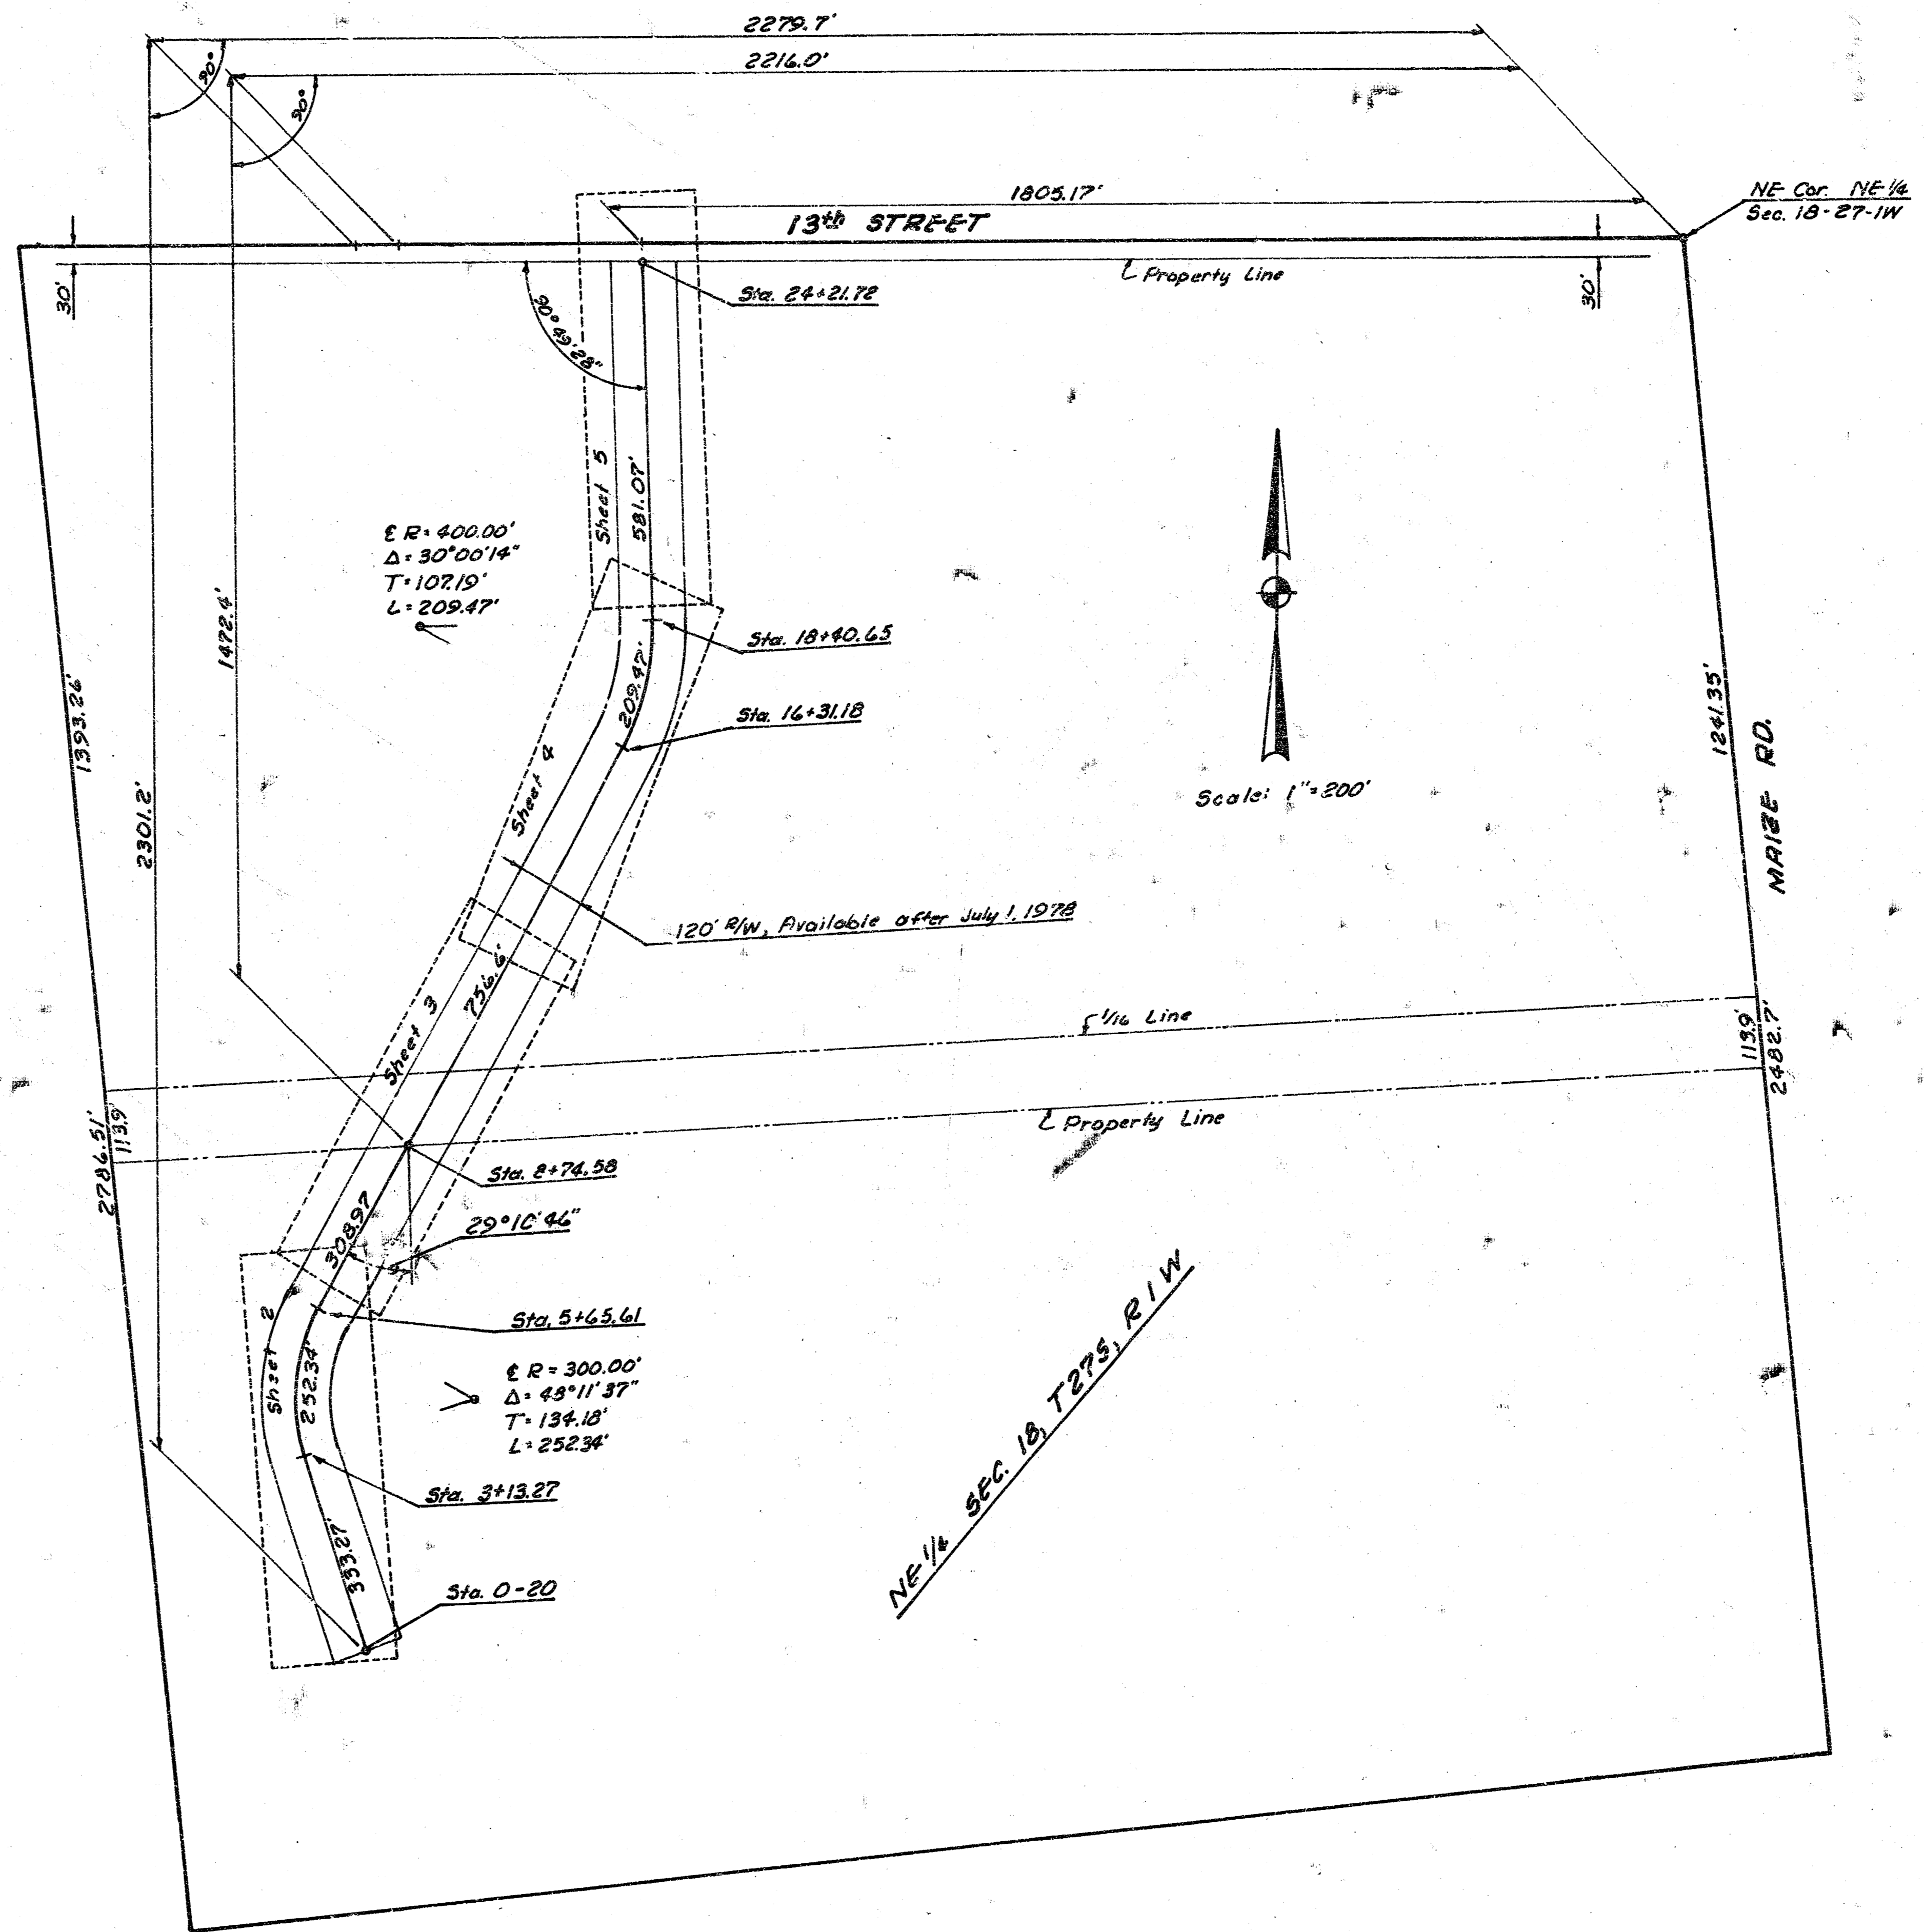 2279.7'
2216.0'
90°
90°
1805.17'
13th STREET
NE Cor. NE 1/4
Sec. 18-27-1W
30'
30'
Property Line
Sta. 24+21.72
90°49'28"
Sheet 5
581.07'
℄ R=400.00'
Δ=30°00'14"
T=107.19'
L=209.47'
Sta. 18+40.65
209.47'
Sta. 16+31.18
1472.4'
1393.26'
2301.2'
1241.35'
MAIZE RD.
Scale: 1"=200'
Sheet 4
120' R/W, Available after July 1, 1978
756.6'
Sheet 3
1/16 Line
113.9'
2482.7'
Property Line
2786.51'
113.9
Sta. 8+74.58
29°10'46"
308.97
Sta. 5+65.61
Sheet 2
252.34'
℄ R=300.00'
Δ=48°11'37"
T=134.18'
L=252.34'
Sta. 3+13.27
333.27'
Sta. 0-20
NE 1/4 SEC. 18, T27S, R1W